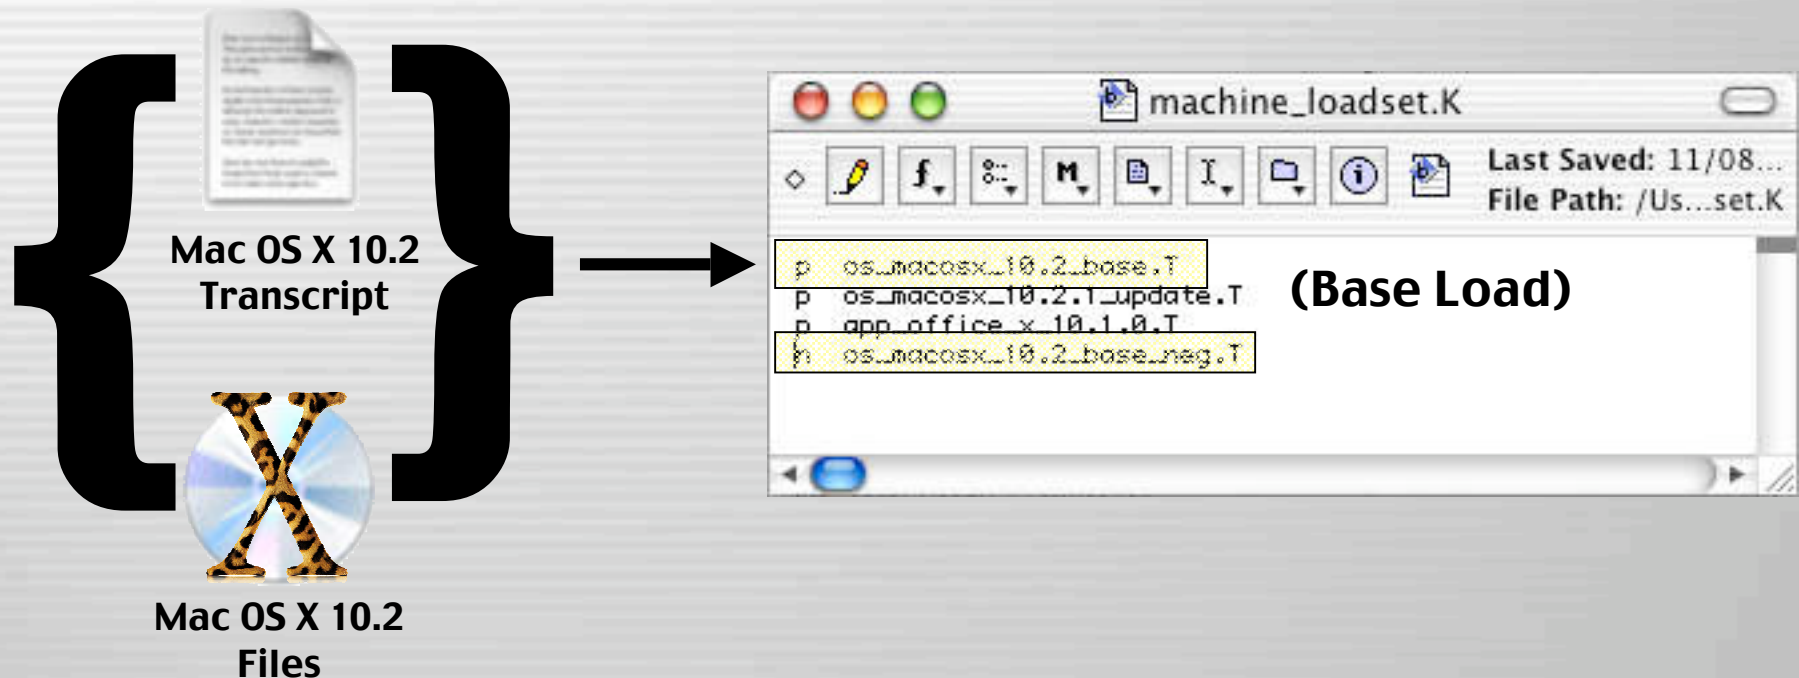 Mac OS X 10.2
Transcript
Mac OS X 10.2
Files
machine_loadset.K
Last Saved: 11/08...
File Path: /Us...set.K
p os_macosx_10.2_base.T
p os_macosx_10.2.1_update.T
p app_office_x_10.1.0.T
n os_macosx_10.2_base_neg.T
(Base Load)